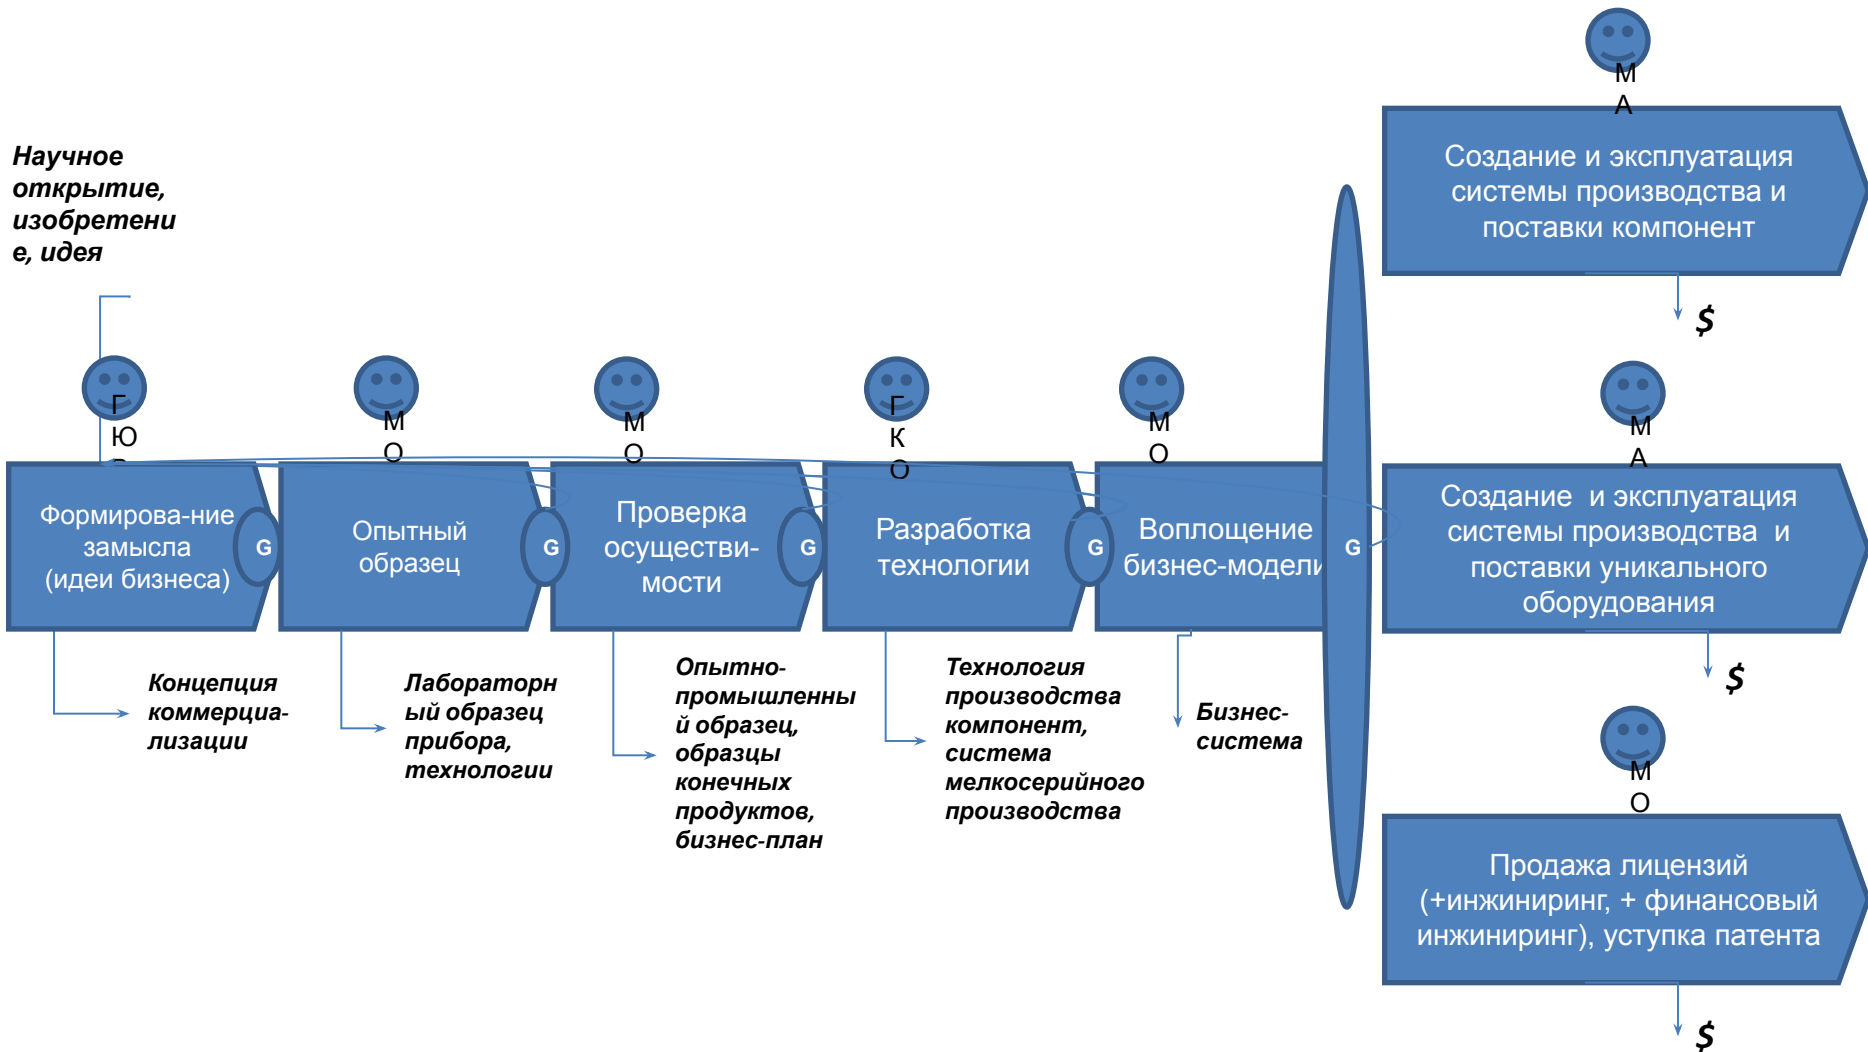 Научное
открытие,
изобретени
е, идея
Г
Ю
М
О
М
О
Г
К
О
М
О
Формирова-ние
замысла
(идеи бизнеса)
G
Опытный
образец
G
Проверка
осуществи-
мости
G
Разработка
технологии
G
Воплощение
бизнес-модели
G
Концепция
коммерциа-
лизации
Лабораторн
ый образец
прибора,
технологии
Опытно-
промышленны
й образец,
образцы
конечных
продуктов,
бизнес-план
Технология
производства
компонент,
система
мелкосерийного
производства
Бизнес-
система
М
А
Создание и эксплуатация
системы производства и
поставки компонент
$
М
А
Создание и эксплуатация
системы производства и
поставки уникального
оборудования
$
М
О
Продажа лицензий
(+инжиниринг, + финансовый
инжиниринг), уступка патента
$